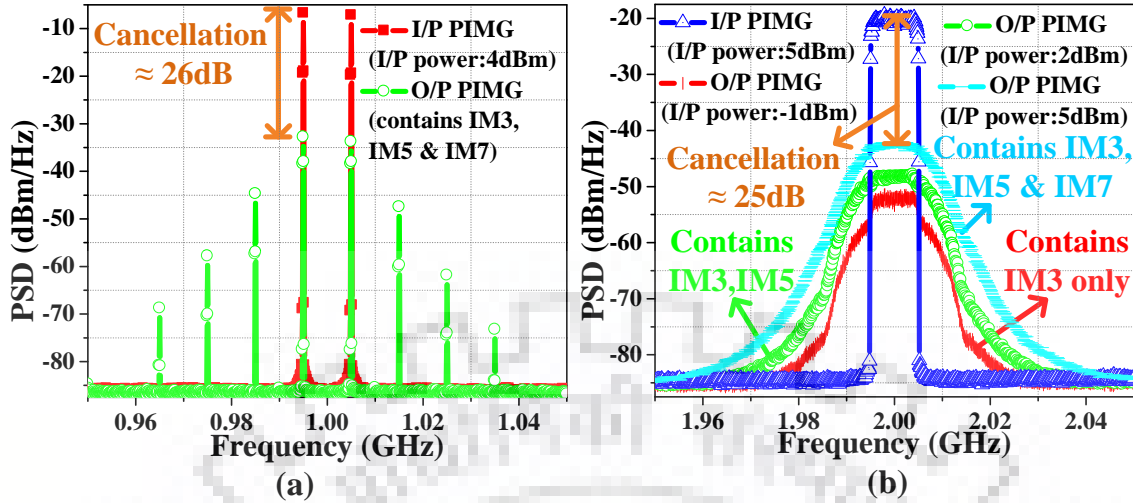 PSD (dBm/Hz)
-5
-10
-20
-30
-40
-50
-60
-70
-80
0.96
0.98
1.00
1.02
1.04
Frequency (GHz)
(a)
Cancellation
≈ 26dB
I/P PIMG
(I/P power:4dBm)
O/P PIMG
(contains IM3,
IM5 & IM7)
PSD (dBm/Hz)
-20
-30
-40
-50
-60
-70
-80
1.96
1.98
2.00
2.02
2.04
Frequency (GHz)
(b)
I/P PIMG
(I/P power:5dBm)
O/P PIMG
(I/P power:2dBm)
O/P PIMG
(I/P power:-1dBm)
O/P PIMG
(I/P power:5dBm)
Cancellation
≈ 25dB
Contains IM3,
IM5 & IM7
Contains
IM3,IM5
Contains
IM3 only